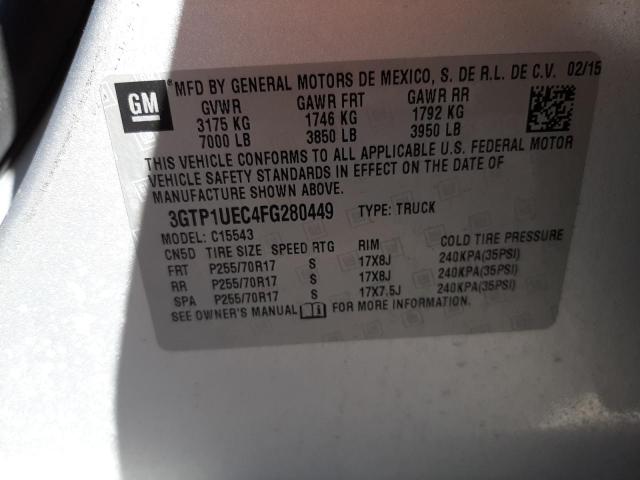 GM
®MFD BY GENERAL MOTORS DE MEXICO, S. DE R.L. DE C.V. 02/15
GVWR GAWR FRT GAWR RR
3175 KG 1746 KG 1792 KG
7000 LB 3850 LB 3950 LB
THIS VEHICLE CONFORMS TO ALL APPLICABLE U.S. FEDERAL MOTOR
VEHICLE SAFETY STANDARDS IN EFFECT ON THE DATE OF
MANUFACTURE SHOWN ABOVE.
3GTP1UEC4FG280449 TYPE: TRUCK
MODEL: C15543
CN5D TIRE SIZE SPEED RTG RIM COLD TIRE PRESSURE
FRT P255/70R17 S 17X8J 240KPA(35PSI)
RR P255/70R17 S 17X8J 240KPA(35PSI)
SPA P255/70R17 S 17X7.5J 240KPA(35PSI)
SEE OWNER'S MANUAL FOR MORE INFORMATION.